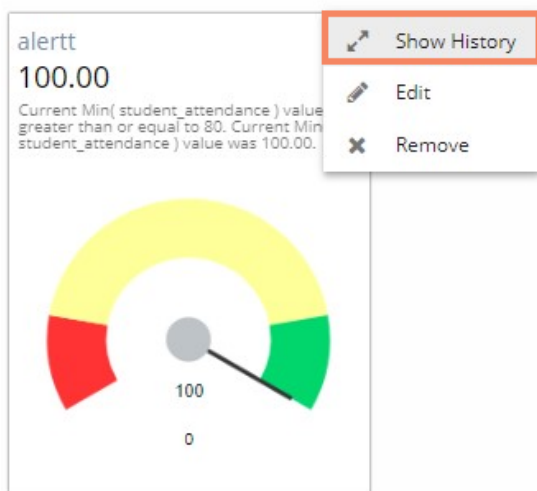 alertt
100.00
Current Min( student_attendance ) value
greater than or equal to 80. Current Min
student_attendance ) value was 100.00.
Show History
Edit
Remove
100
0